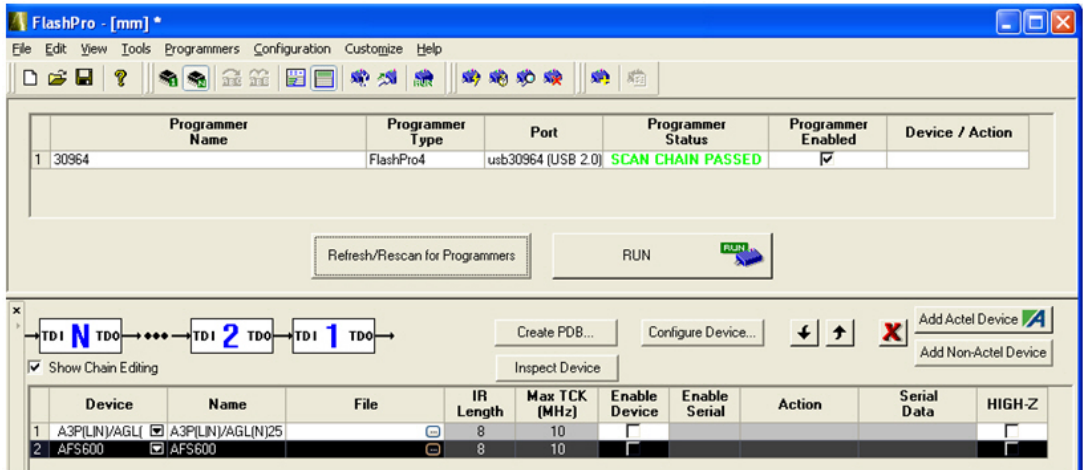 FlashPro - [mm] *
File Edit View Tools Programmers Configuration Customize Help
Programmer Name Programmer Type Port Programmer Status Programmer Enabled Device / Action
1 30964 FlashPro4 usb30964 (USB 2.0) SCAN CHAIN PASSED
Refresh/Rescan for Programmers RUN RUN
TDI N TDO TDI 2 TDO TDI 1 TDO
Create PDB... Configure Device... Add Actel Device
Show Chain Editing Inspect Device Add Non-Actel Device
Device Name File IR Length Max TCK (MHz) Enable Device Enable Serial Action Serial Data HIGH-Z
1 A3P(L|N)/AGL( A3P(L|N)/AGL(N)25 8 10
2 AFS600 AFS600 8 10